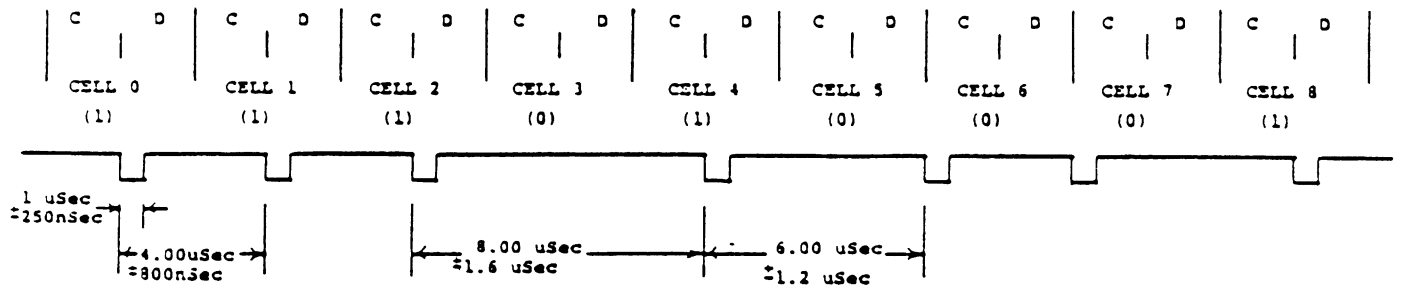 C D C D C D C D C D C D C D C D C D
CELL 0 CELL 1 CELL 2 CELL 3 CELL 4 CELL 5 CELL 6 CELL 7 CELL 8
(1) (1) (1) (0) (1) (0) (0) (0) (1)
1 uSec
±250nSec
4.00uSec
±800nSec
8.00 uSec
±1.6 uSec
6.00 uSec
±1.2 uSec